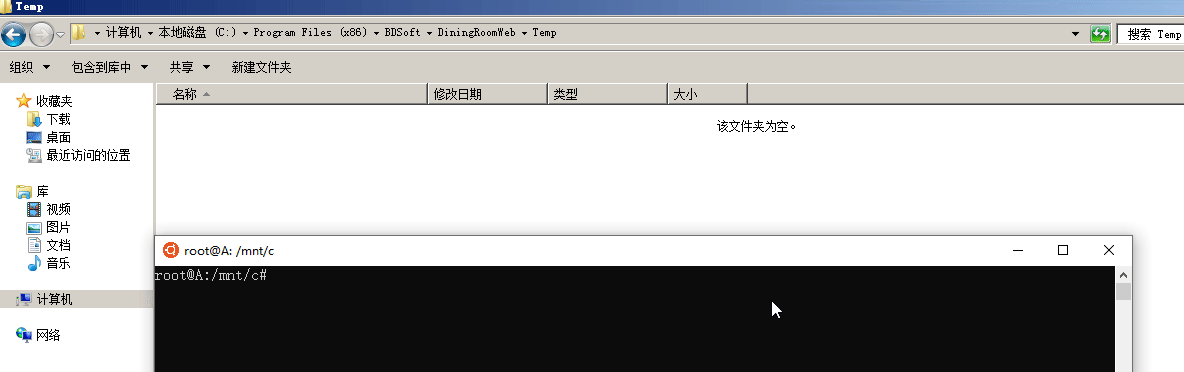 Temp
计算机 本地磁盘 (C:) Program Files (x86) BDSoft DiningRoomWeb Temp
搜索 Temp
组织 包含到库中 共享 新建文件夹
收藏夹
下载
桌面
最近访问的位置
库
视频
图片
文档
音乐
计算机
网络
名称 修改日期 类型 大小
该文件夹为空。
root@A: /mnt/c
root@A:/mnt/c#